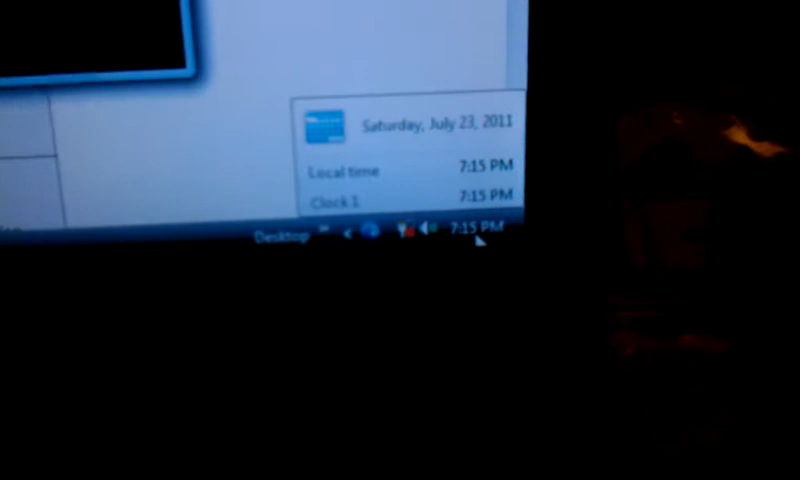 Saturday, July 23, 2011
Local time 7:15 PM
Clock 1 7:15 PM
Desktop 7:15 PM